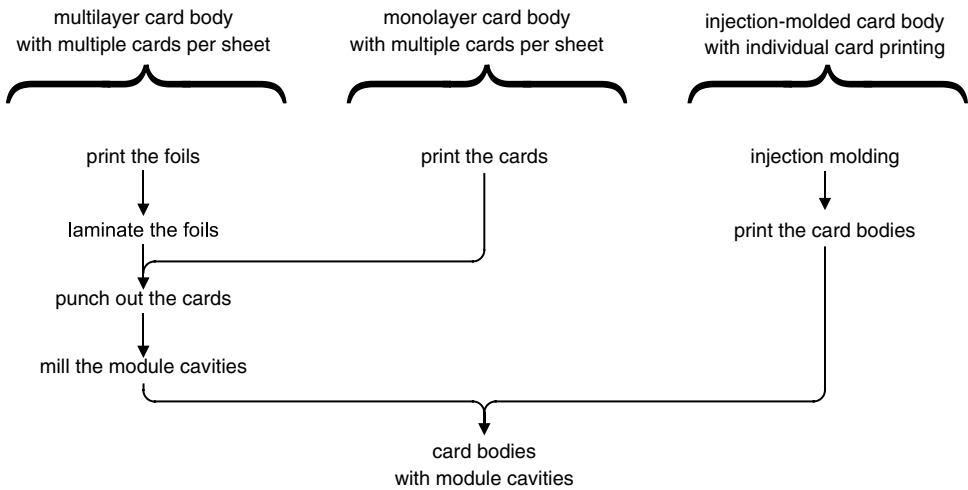 multilayer card body
with multiple cards per sheet
monolayer card body
with multiple cards per sheet
injection-molded card body
with individual card printing
print the foils
print the cards
injection molding
laminate the foils
print the card bodies
punch out the cards
mill the module cavities
card bodies
with module cavities